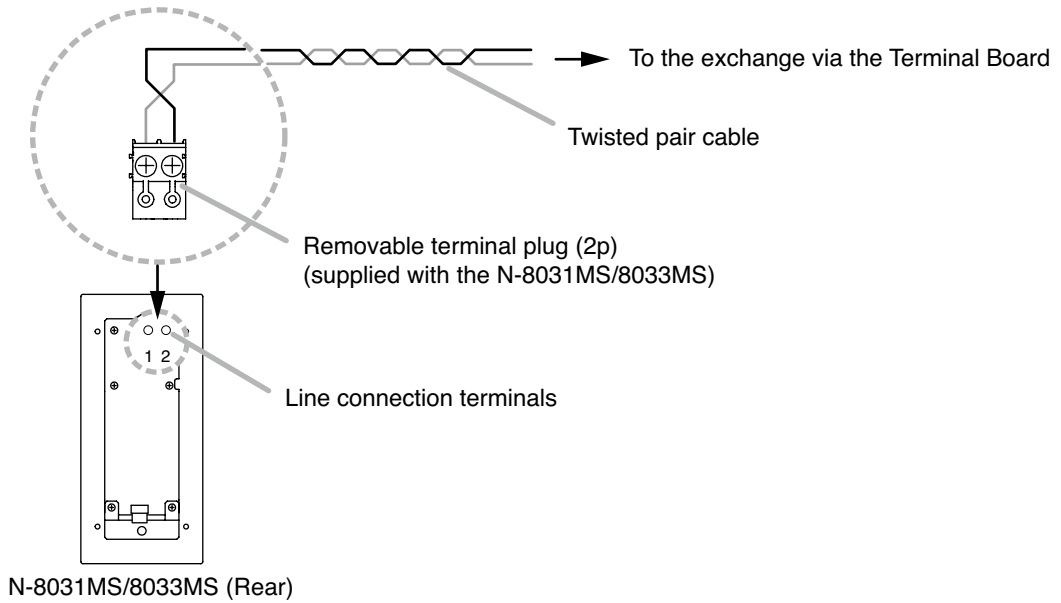 To the exchange via the Terminal Board
Twisted pair cable
Removable terminal plug (2p)
(supplied with the N-8031MS/8033MS)
1 2
Line connection terminals
N-8031MS/8033MS (Rear)